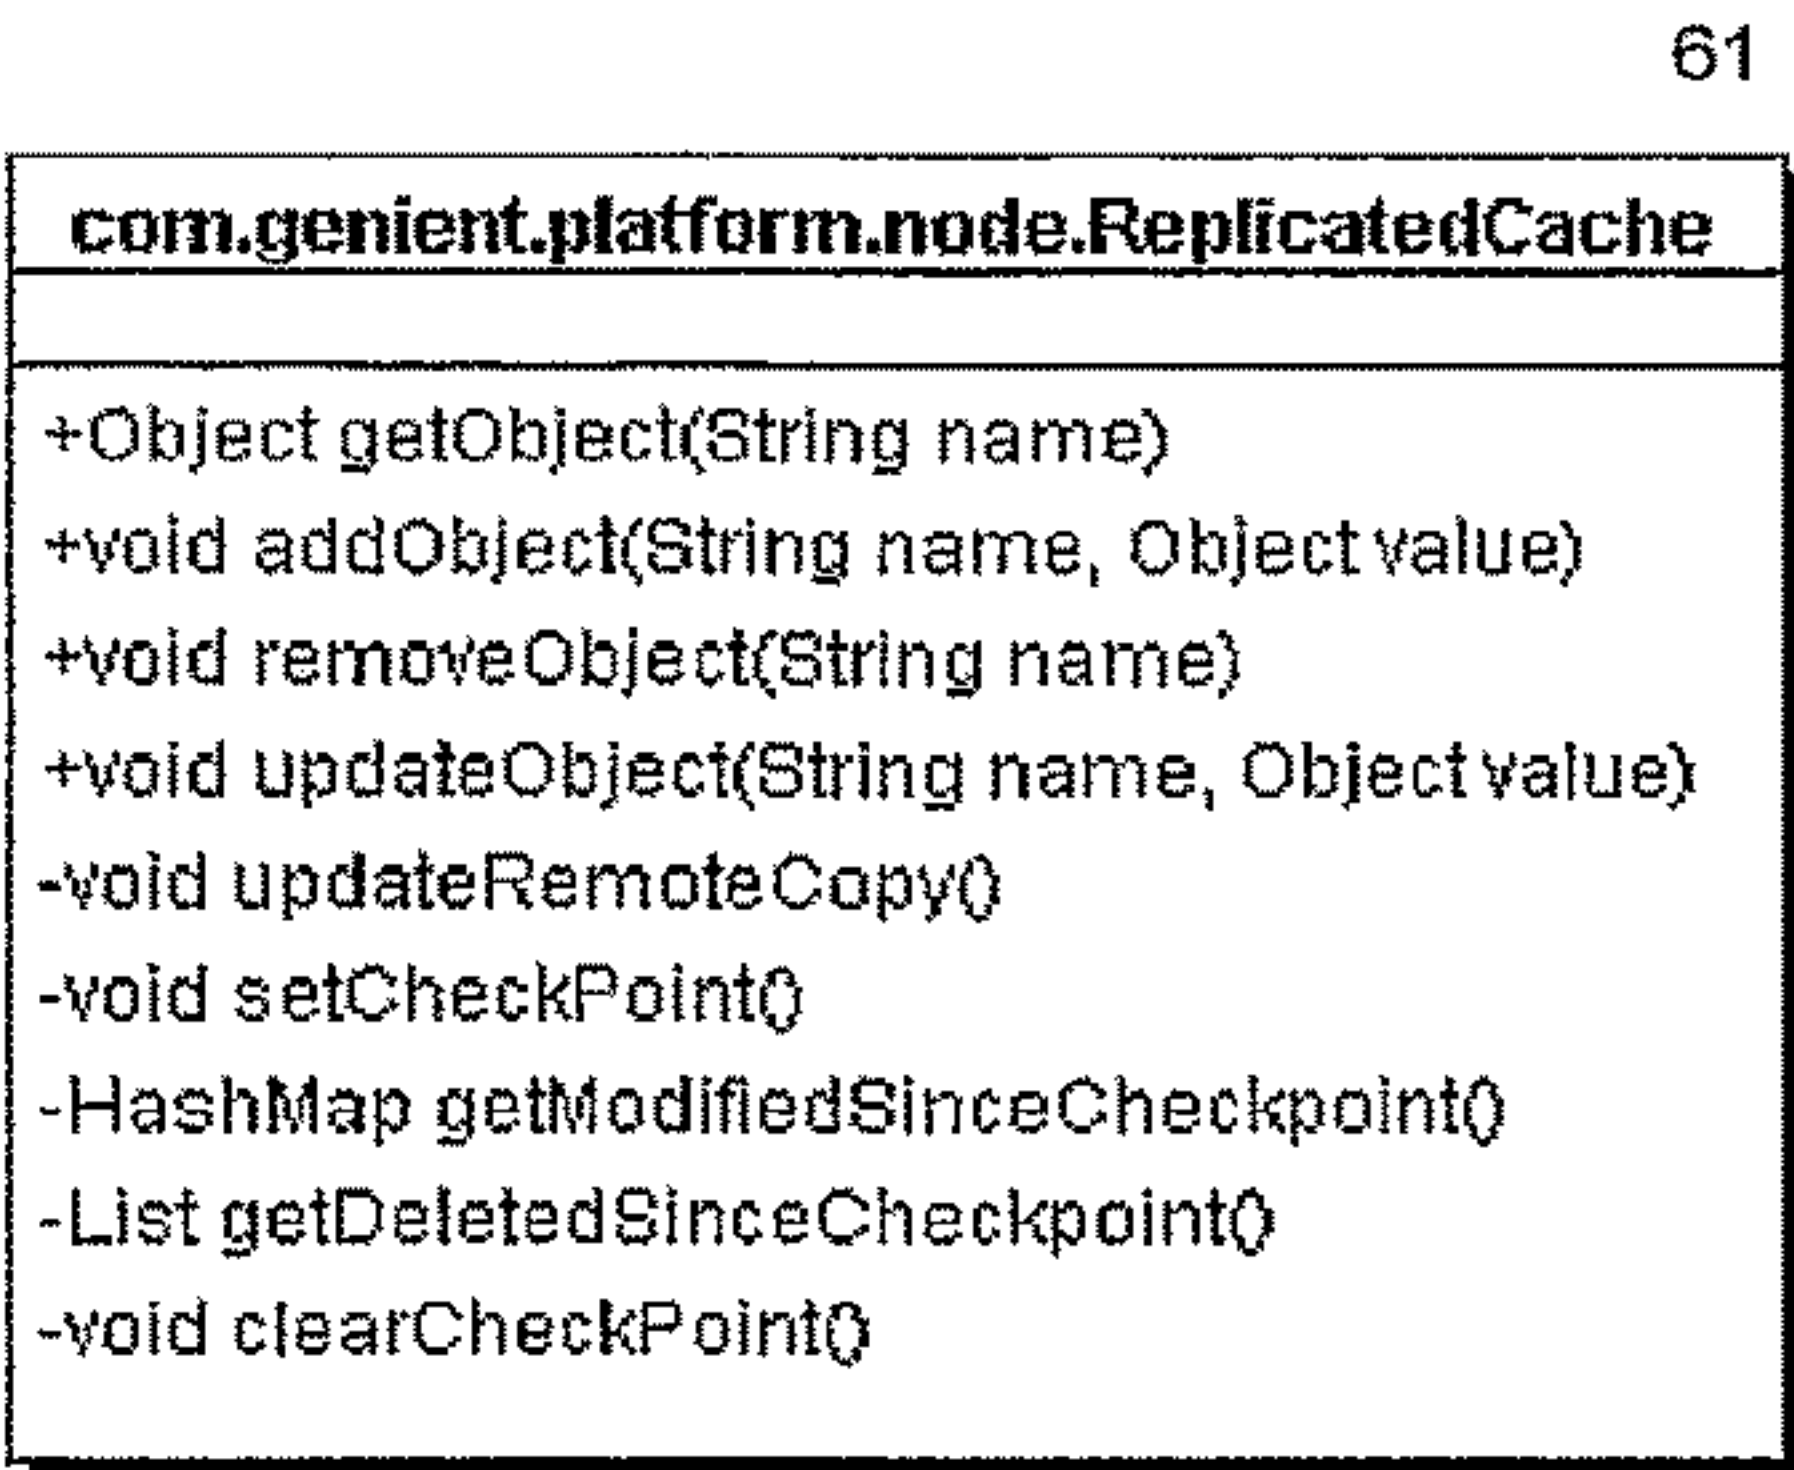 61
com.genient.platform.node.ReplicatedCache
+Object getObject(String name)
+void addObject(String name, Object value)
+void removeObject(String name)
+void updateObject(String name, Object value)
-void updateRemoteCopy()
-void setCheckPoint()
-HashMap getModifiedSinceCheckpoint()
-List getDeletedSinceCheckpoint()
-void clearCheckPoint()